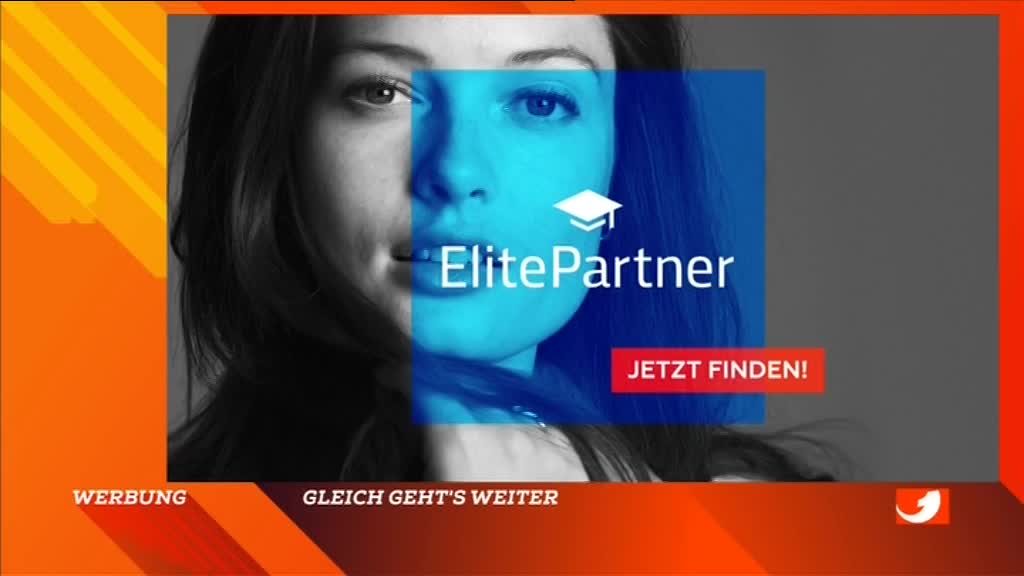 ElitePartner
JETZT FINDEN!
WERBUNG
GLEICH GEHT'S WEITER